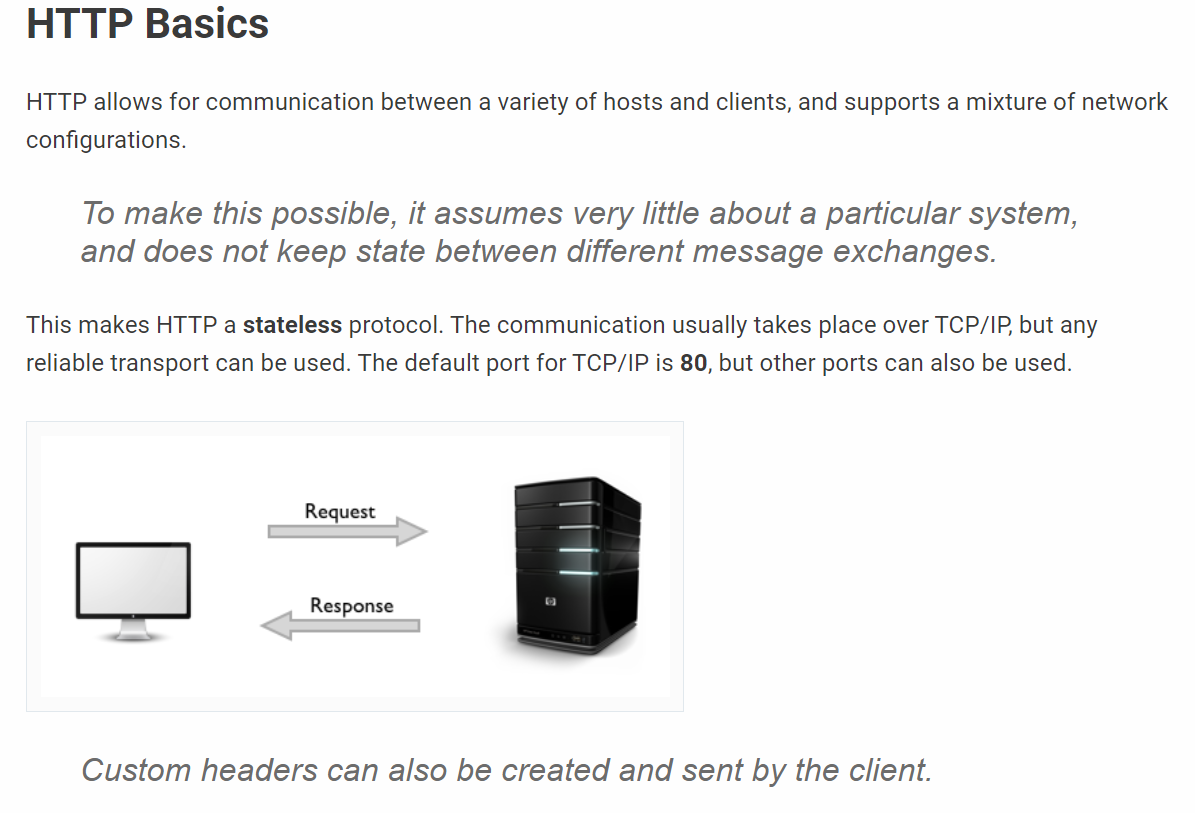 HTTP Basics
HTTP allows for communication between a variety of hosts and clients, and supports a mixture of network
configurations.
To make this possible, it assumes very little about a particular system,
and does not keep state between different message exchanges.
This makes HTTP a stateless protocol. The communication usually takes place over TCP/IP, but any
reliable transport can be used. The default port for TCP/IP is 80, but other ports can also be used.
Request
Response
hp
Custom headers can also be created and sent by the client.